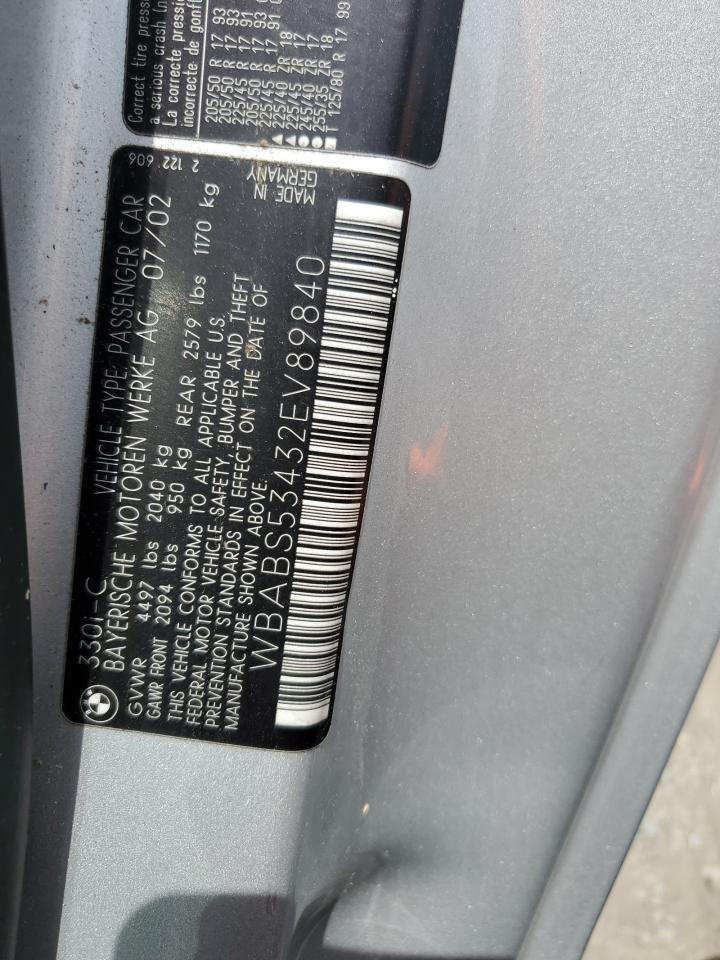 330i-C VEHICLE TYPE: PASSENGER CAR
BAYERISCHE MOTOREN WERKE AG 07/02
GVWR 4497 lbs 2040 kg
GAWR FRONT 2094 lbs 950 kg REAR 2579 lbs 1170 kg
THIS VEHICLE CONFORMS TO ALL APPLICABLE U.S.
FEDERAL MOTOR VEHICLE SAFETY, BUMPER AND THEFT
PREVENTION STANDARDS IN EFFECT ON THE DATE OF
MANUFACTURE SHOWN ABOVE.
WBABS53432EV89840
2 122 606
MADE IN
GERMANY
Correct tire
a serious crash
La correcte
incorrecte de
205/50 R 17 93
205/50 R 17 93
225/45 R 17 91
205/50 R 17 93
225/45 R 17 91
225/40 ZR 18
225/45 R 17
245/40 ZR 17
255/35 ZR 18
T 125/80 R 17 99